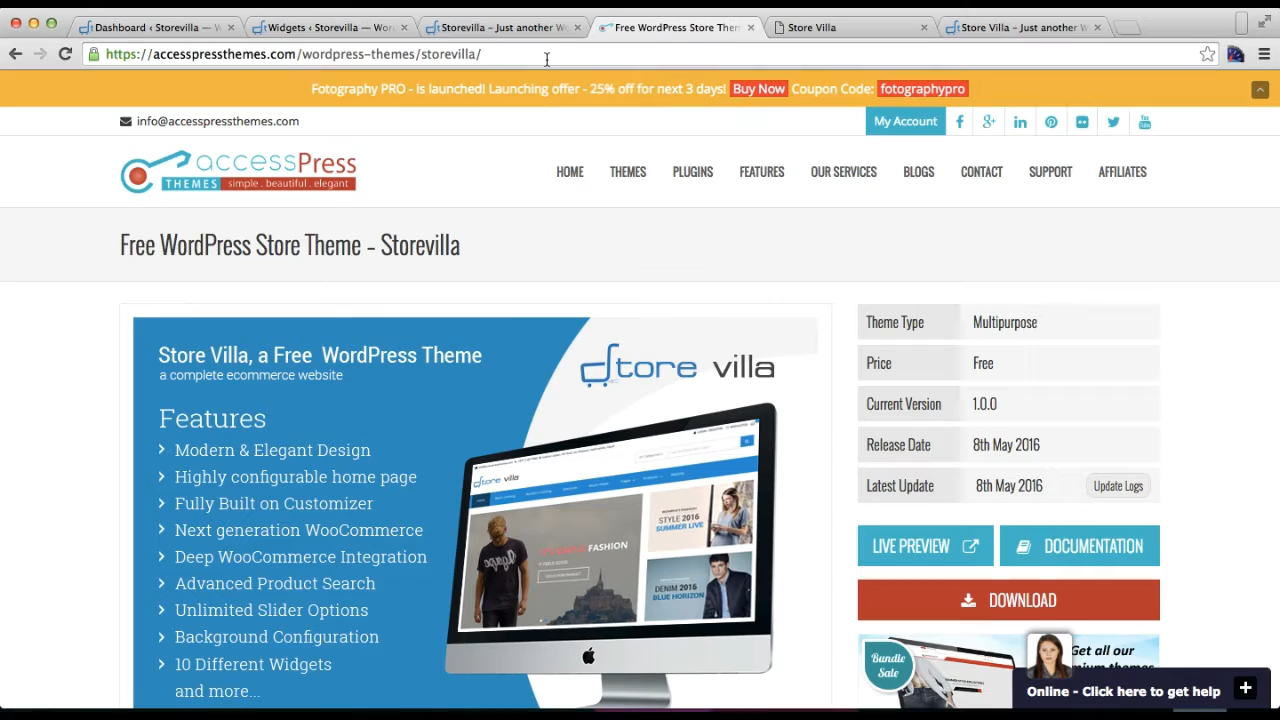 Dashboard ‹ Storevilla — Wor
Widgets ‹ Storevilla — Wor
Storevilla – Just another Wo
Free WordPress Store Them
Store Villa
Store Villa – Just another W
https://accesspressthemes.com/wordpress-themes/storevilla/
Fotography PRO - is launched! Launching offer - 25% off for next 3 days! Buy Now Coupon Code: fotographypro
info@accesspressthemes.com
My Account
accessPress
THEMES simple . beautiful . elegant
HOME THEMES PLUGINS FEATURES OUR SERVICES BLOGS CONTACT SUPPORT AFFILIATES
Free WordPress Store Theme – Storevilla
Store Villa, a Free WordPress Theme
a complete ecommerce website
store villa
Features
Modern & Elegant Design
Highly configurable home page
Fully Built on Customizer
Next generation WooCommerce
Deep WooCommerce Integration
Advanced Product Search
Unlimited Slider Options
Background Configuration
10 Different Widgets
and more...
store villa
FASHION
STYLE 2016
SUMMER LIVE
DENIM 2016
BLUE HORIZON
Theme Type Multipurpose
Price Free
Current Version 1.0.0
Release Date 8th May 2016
Latest Update 8th May 2016 Update Logs
LIVE PREVIEW
DOCUMENTATION
DOWNLOAD
Bundle
Sale
Get all our
Online - Click here to get help